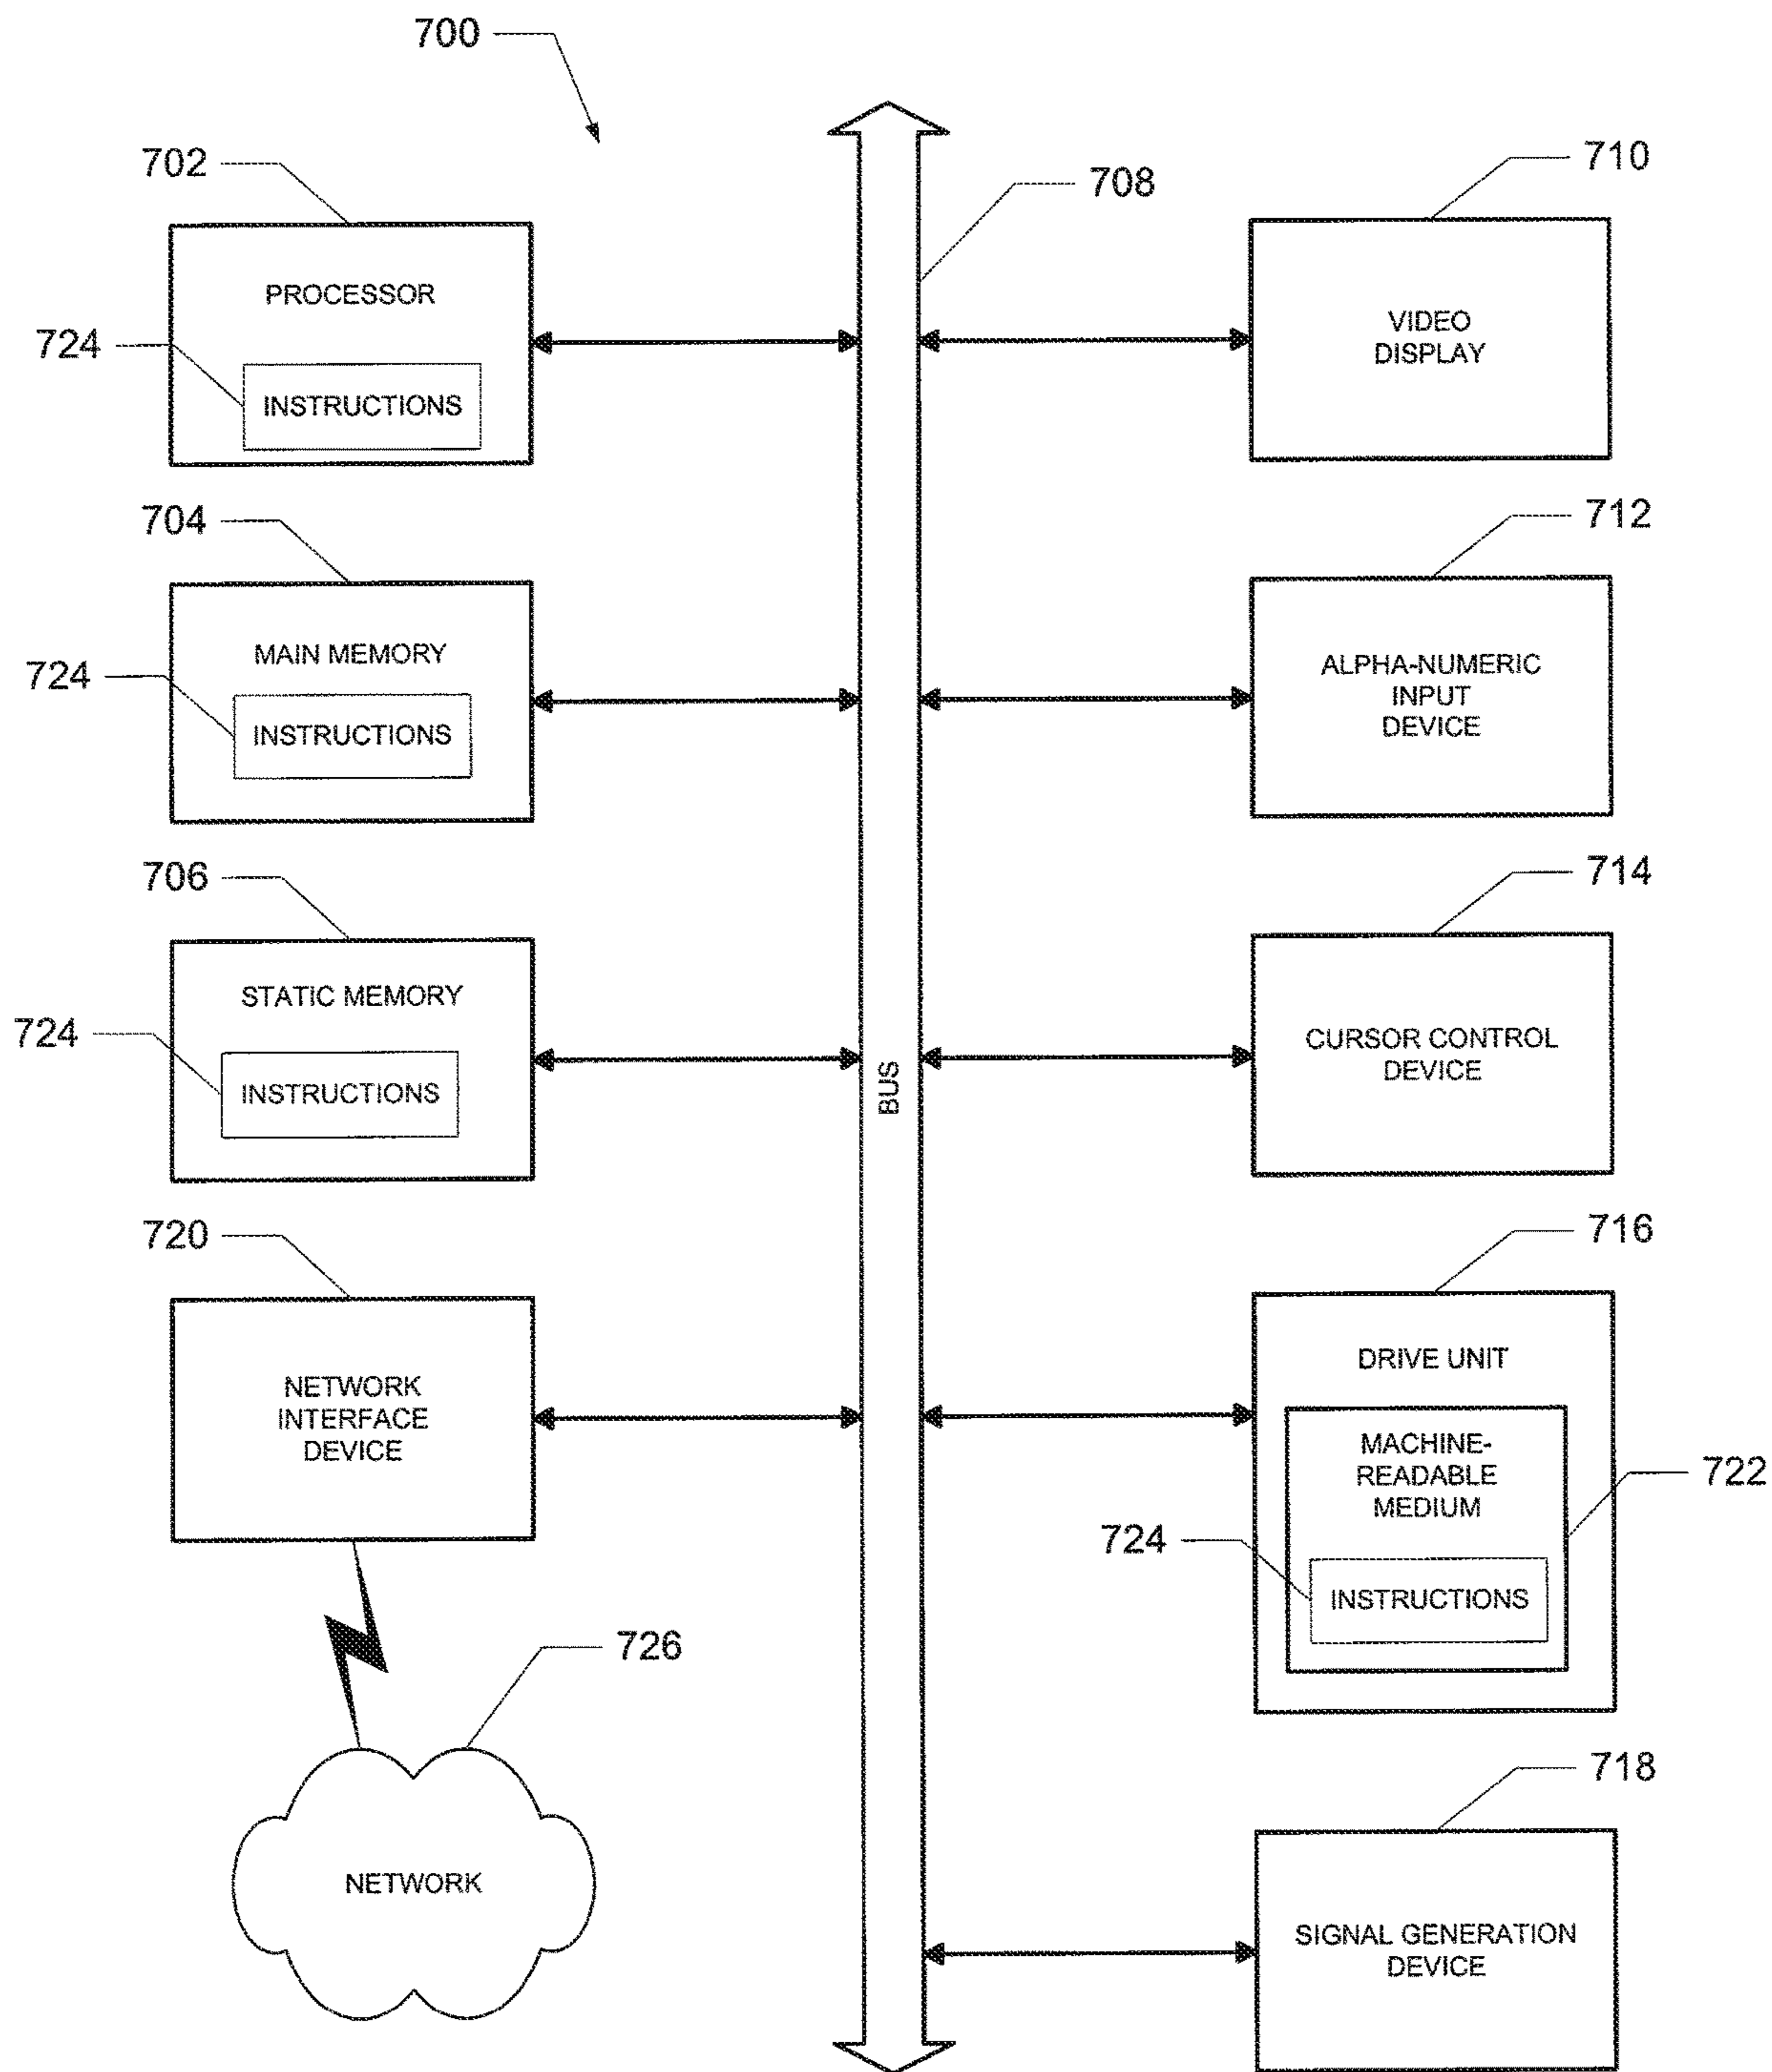 700
702
708
710
PROCESSOR
724
INSTRUCTIONS
VIDEO
DISPLAY
704
712
MAIN MEMORY
724
INSTRUCTIONS
ALPHA-NUMERIC
INPUT
DEVICE
706
714
STATIC MEMORY
724
INSTRUCTIONS
BUS
CURSOR CONTROL
DEVICE
720
716
NETWORK
INTERFACE
DEVICE
DRIVE UNIT
MACHINE-
READABLE
MEDIUM
722
724
INSTRUCTIONS
726
NETWORK
718
SIGNAL GENERATION
DEVICE